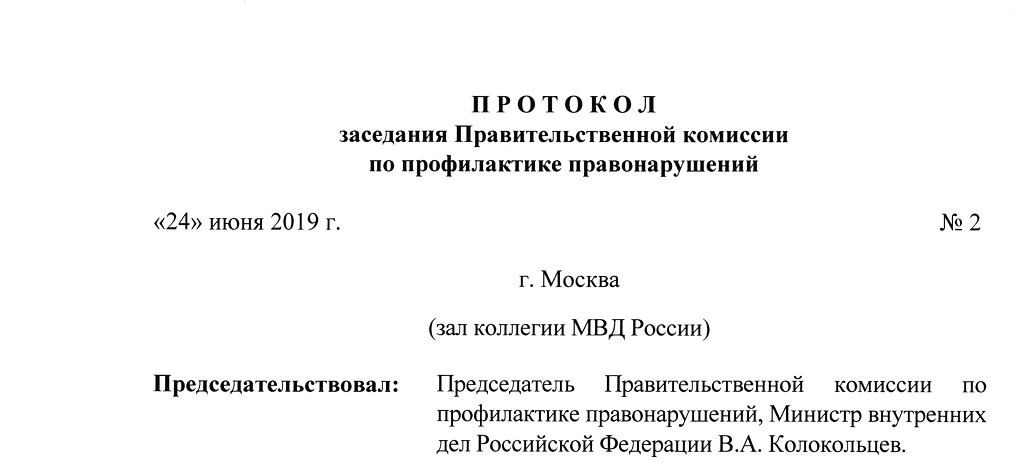 П Р О Т О К О Л
заседания Правительственной комиссии
по профилактике правонарушений
«24» июня 2019 г. № 2
г. Москва
(зал коллегии МВД России)
Председательствовал: Председатель Правительственной комиссии по
профилактике правонарушений, Министр внутренних
дел Российской Федерации В.А. Колокольцев.